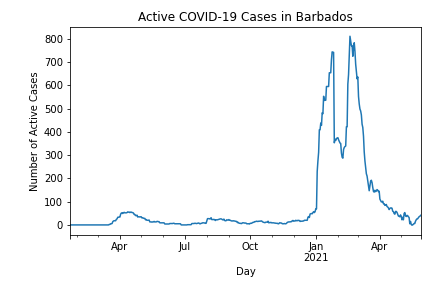 Active COVID-19 Cases in Barbados
Number of Active Cases
800
700
600
500
400
300
200
100
0
Apr Jul Oct Jan Apr
2021
Day